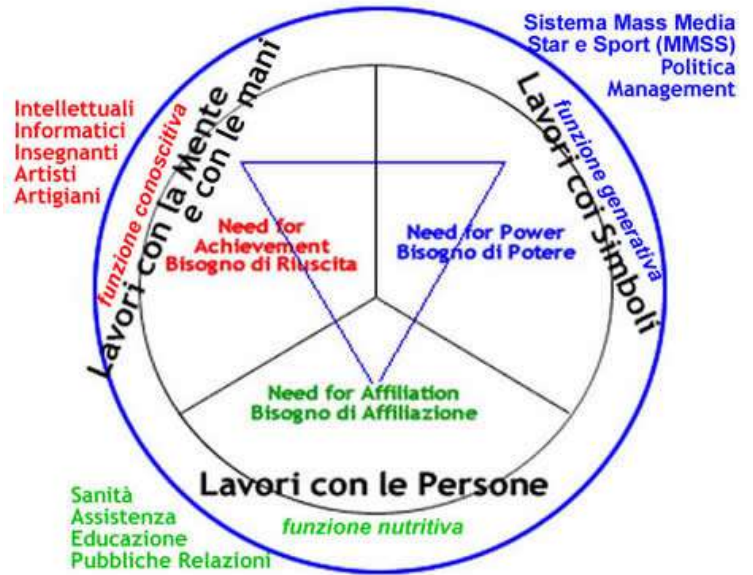 Sistema Mass Media
Star e Sport (MMSS)
Politica
Management
Intellettuali
Informatici
Insegnanti
Artisti
Artigiani
funzione conoscitiva
Lavori con la Mente
e con le mani
funzione generativa
Lavori coi Simboli
Need for
Achievement
Bisogno di Riuscita
Need for Power
Bisogno di Potere
Need for Affiliation
Bisogno di Affiliazione
Lavori con le Persone
funzione nutritiva
Sanità
Assistenza
Educazione
Pubbliche Relazioni